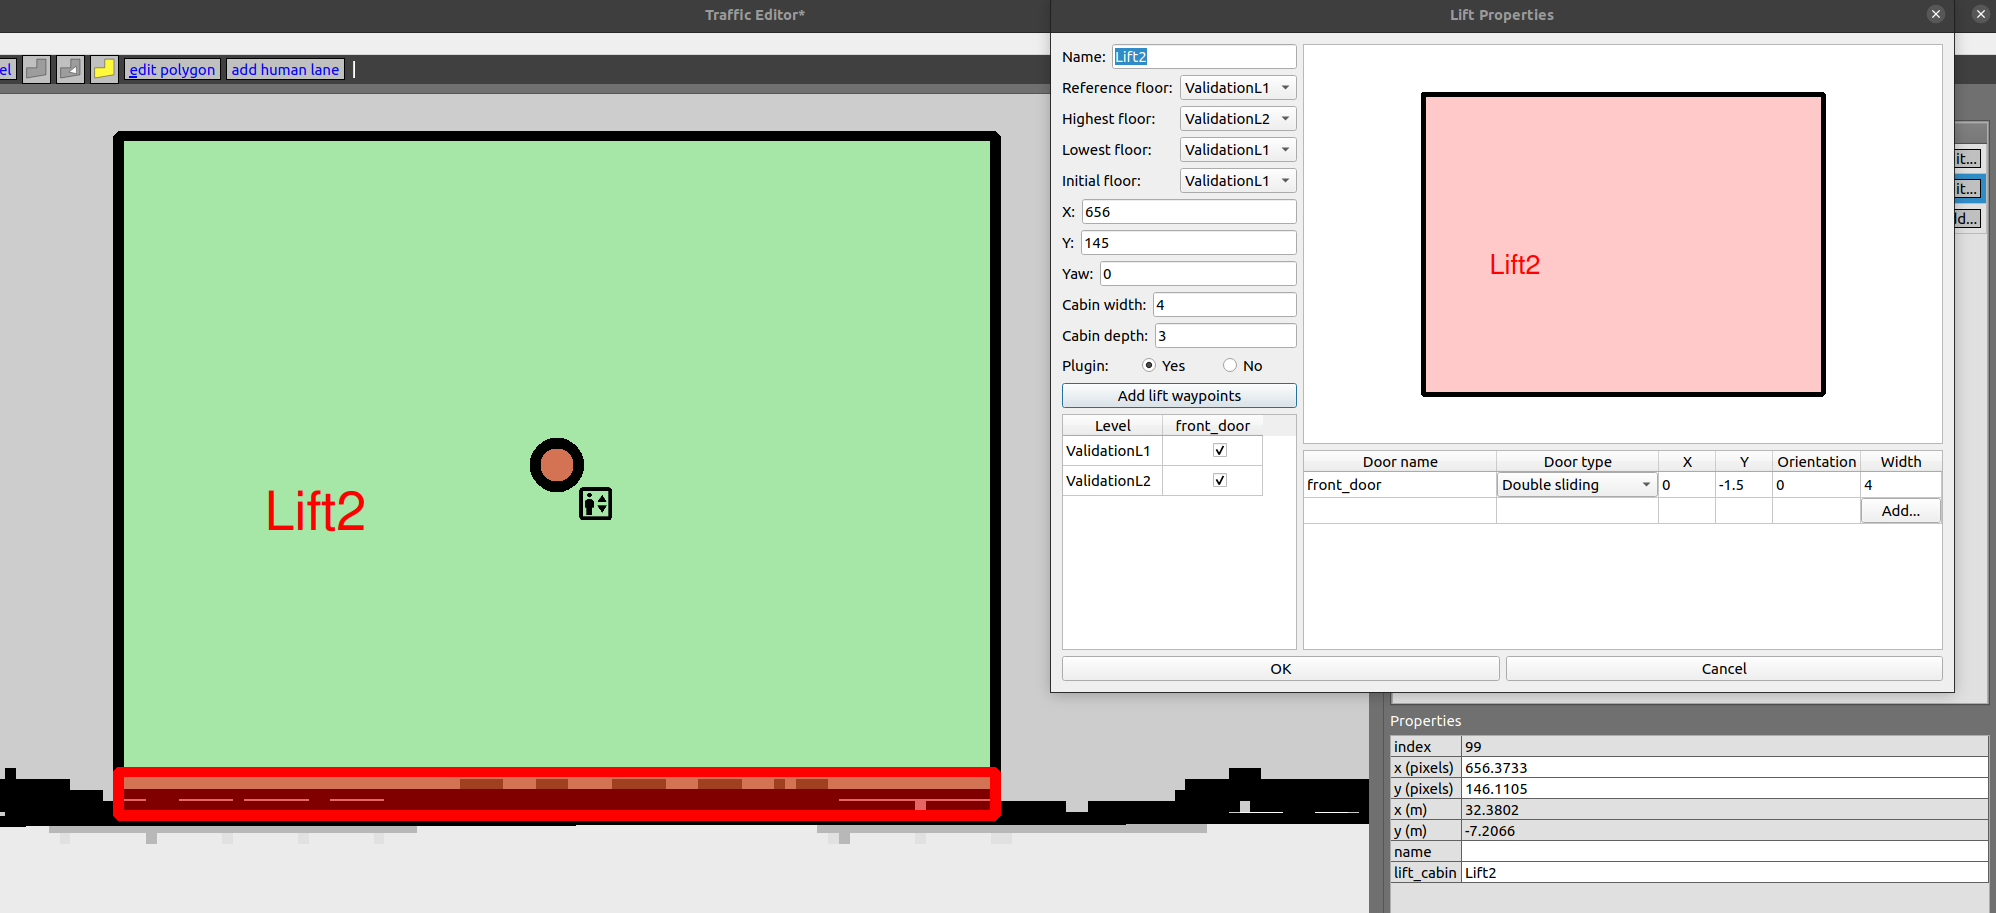 Traffic Editor*
el
edit polygon
add human lane
Lift2
Lift Properties
Name: Lift2
Reference floor: ValidationL1
Highest floor: ValidationL2
Lowest floor: ValidationL1
Initial floor: ValidationL1
X: 656
Y: 145
Yaw: 0
Cabin width: 4
Cabin depth: 3
Plugin: Yes No
Add lift waypoints
Level front_door
ValidationL1
ValidationL2
Lift2
Door name Door type X Y Orientation Width
front_door Double sliding 0 -1.5 0 4
Add...
OK Cancel
it...
it...
dd...
Properties
index 99
x (pixels) 656.3733
y (pixels) 146.1105
x (m) 32.3802
y (m) -7.2066
name
lift_cabin Lift2